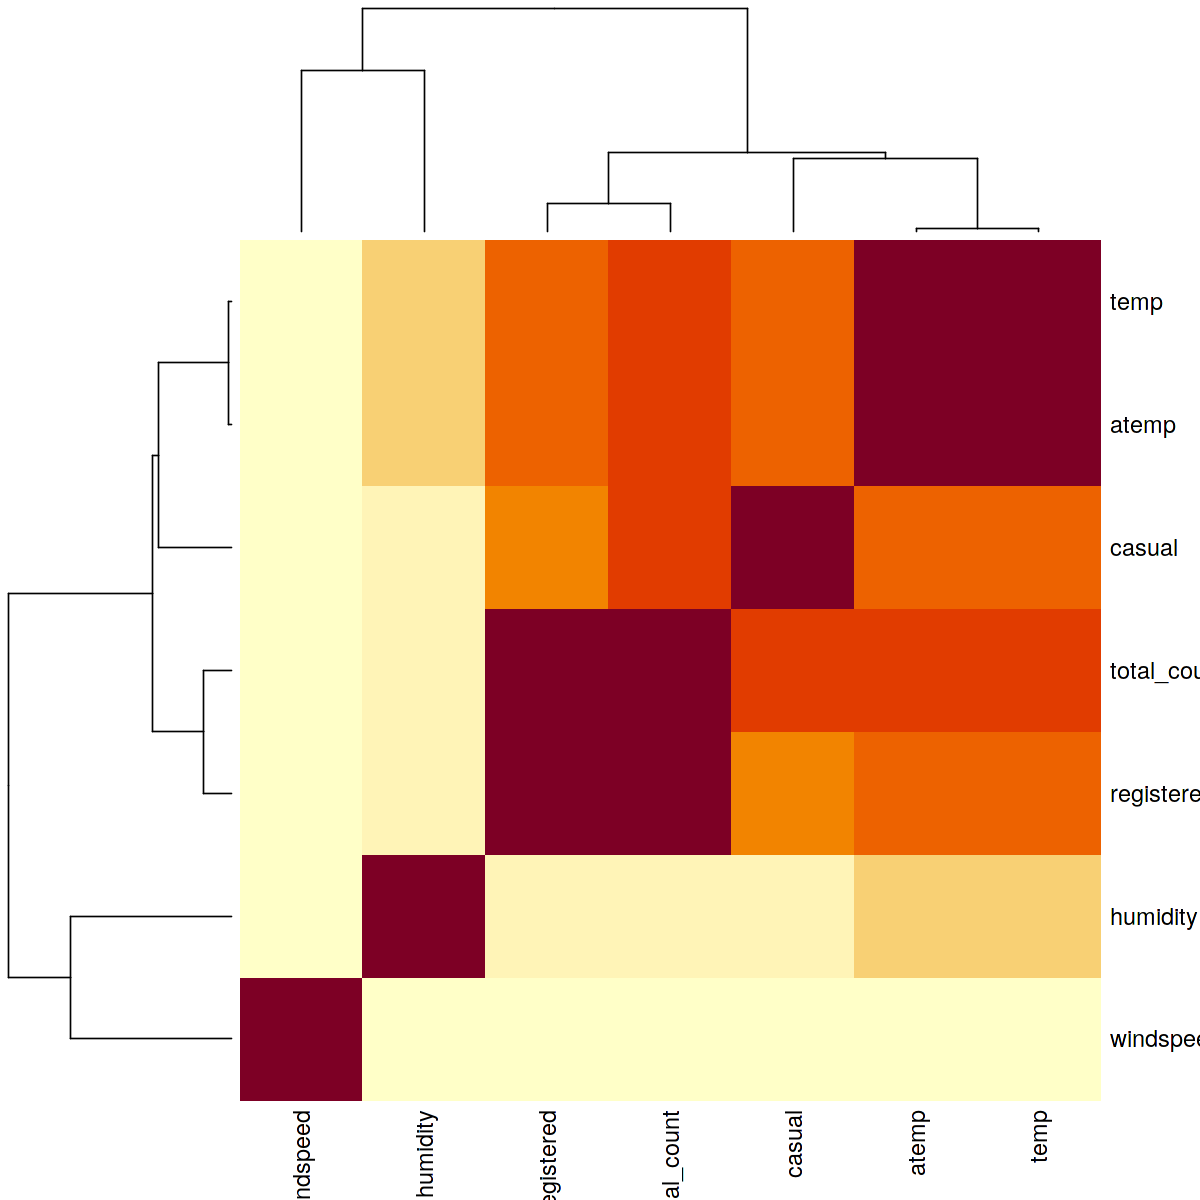 temp
atemp
casual
total_cou
registere
humidity
windspee
ndspeed
humidity
egistered
al_count
casual
atemp
temp